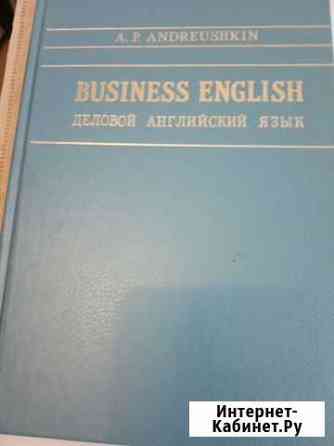 A. P. ANDREUSHKIN
BUSINESS ENGLISH
ДЕЛОВОЙ АНГЛИЙСКИЙ ЯЗЫК
Интернет-
Кабинет.Ру